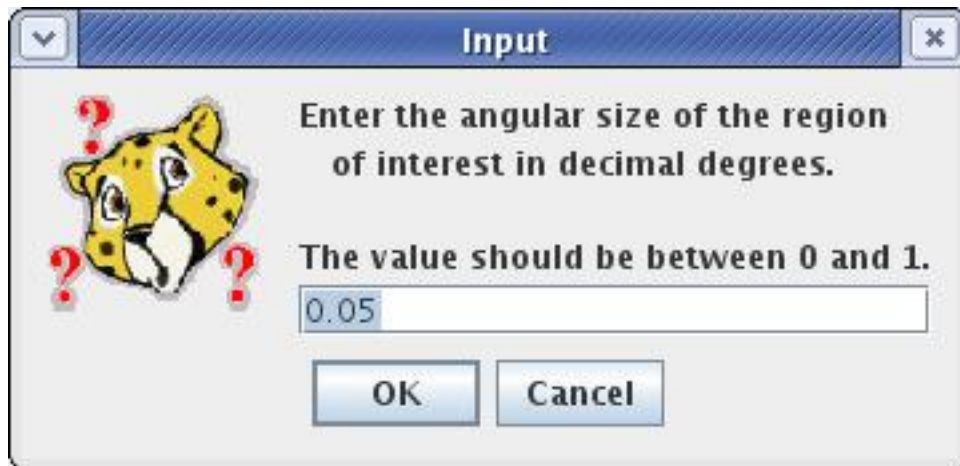 Input
Enter the angular size of the region
of interest in decimal degrees.
The value should be between 0 and 1.
0.05
OK Cancel